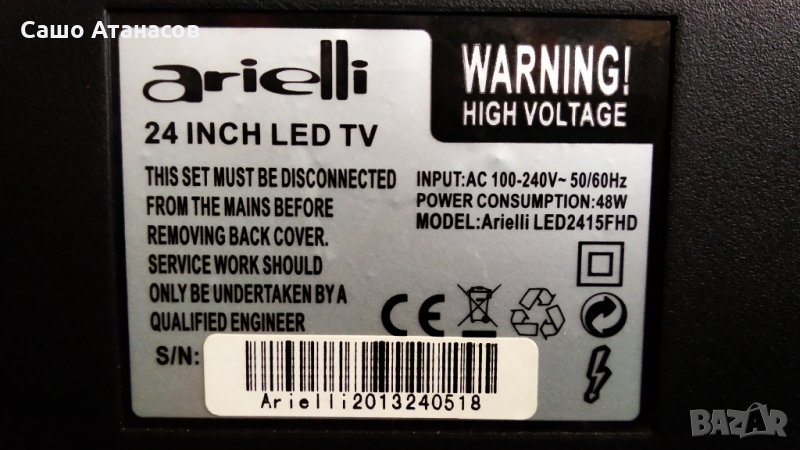 Сашо Атанасов
arielli
24 INCH LED TV
WARNING!
HIGH VOLTAGE
THIS SET MUST BE DISCONNECTED
FROM THE MAINS BEFORE
REMOVING BACK COVER.
SERVICE WORK SHOULD
ONLY BE UNDERTAKEN BY A
QUALIFIED ENGINEER
INPUT:AC 100-240V~ 50/60Hz
POWER CONSUMPTION:48W
MODEL:Arielli LED2415FHD
CE
S/N:
Arielli2013240518
BAZAR